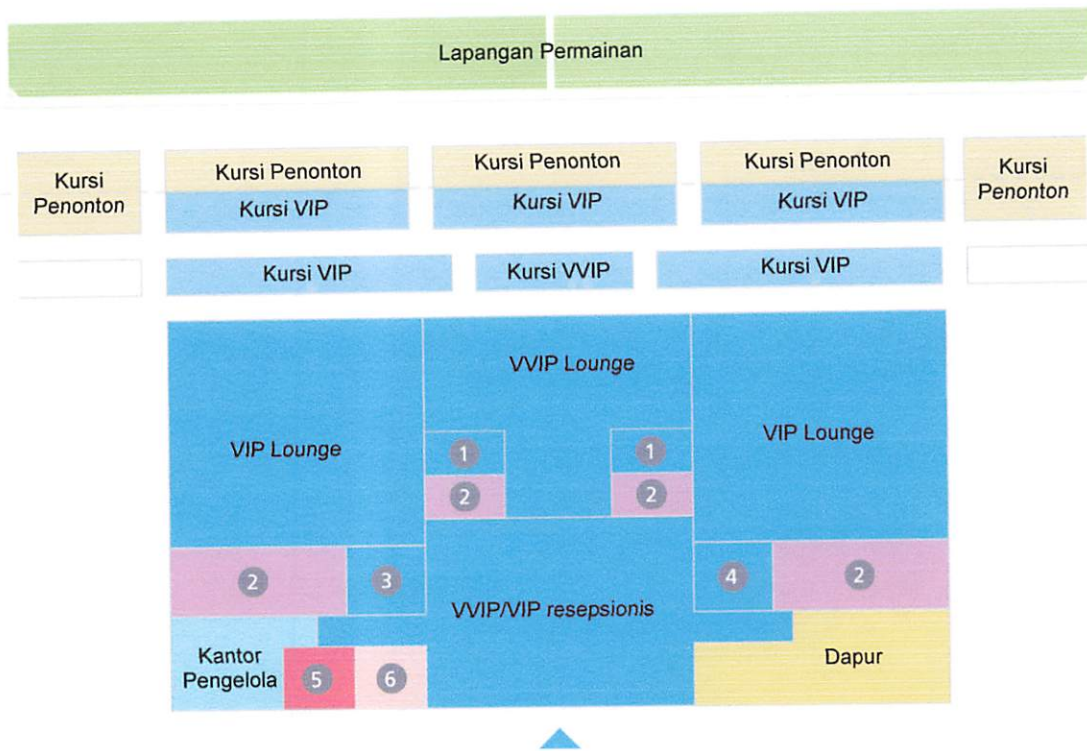 Lapangan Permainan
Kursi
Penonton
Kursi Penonton
Kursi VIP
Kursi Penonton
Kursi VIP
Kursi Penonton
Kursi VIP
Kursi
Penonton
Kursi VIP
Kursi VVIP
Kursi VIP
VVIP Lounge
VIP Lounge
VIP Lounge
1
1
2
2
2
3
4
2
VVIP/VIP resepsionis
Kantor
Pengelola
5
6
Dapur